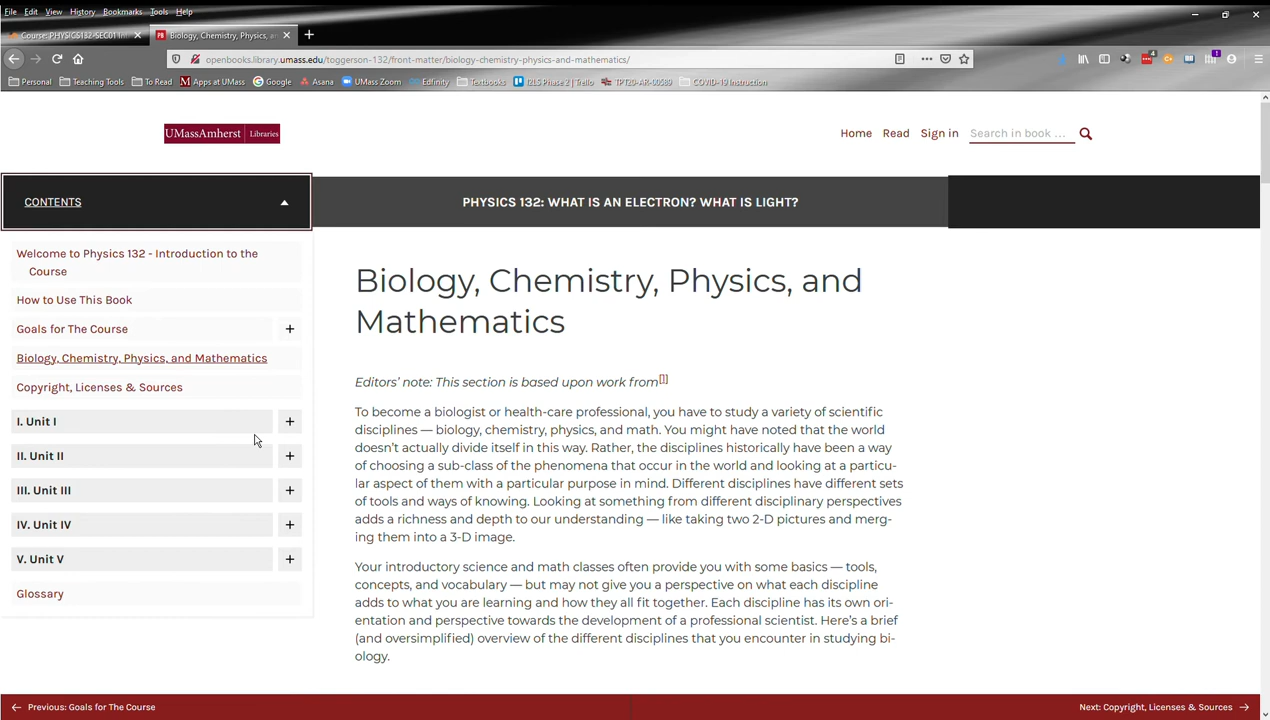 File Edit View History Bookmarks Tools Help
Course: PHYSICS132-SEC01 Biology, Chemistry, Physics, an
openbooks.library.umass.edu/toggerson-132/front-matter/biology-chemistry-physics-and-mathematics/
Personal Teaching Tools To Read Apps at UMass Google Asana UMass Zoom Edfinity Textbooks IZLS Phase 2 | Trello TPT20-AR-00589 COVID-19 Instruction
UMassAmherst Libraries
Home Read Sign in Search in book …
CONTENTS
PHYSICS 132: WHAT IS AN ELECTRON? WHAT IS LIGHT?
Welcome to Physics 132 - Introduction to the
Course
How to Use This Book
Goals for The Course +
Biology, Chemistry, Physics, and Mathematics
Copyright, Licenses & Sources
I. Unit I +
II. Unit II +
III. Unit III +
IV. Unit IV +
V. Unit V +
Glossary
Biology, Chemistry, Physics, and
Mathematics
Editors’ note: This section is based upon work from[1]
To become a biologist or health-care professional, you have to study a variety of scientific
disciplines — biology, chemistry, physics, and math. You might have noted that the world
doesn’t actually divide itself in this way. Rather, the disciplines historically have been a way
of choosing a sub-class of the phenomena that occur in the world and looking at a particu-
lar aspect of them with a particular purpose in mind. Different disciplines have different sets
of tools and ways of knowing. Looking at something from different disciplinary perspectives
adds a richness and depth to our understanding — like taking two 2-D pictures and merg-
ing them into a 3-D image.
Your introductory science and math classes often provide you with some basics — tools,
concepts, and vocabulary — but may not give you a perspective on what each discipline
adds to what you are learning and how they all fit together. Each discipline has its own ori-
entation and perspective towards the development of a professional scientist. Here’s a brief
(and oversimplified) overview of the different disciplines that you encounter in studying bi-
ology.
← Previous: Goals for The Course
Next: Copyright, Licenses & Sources →